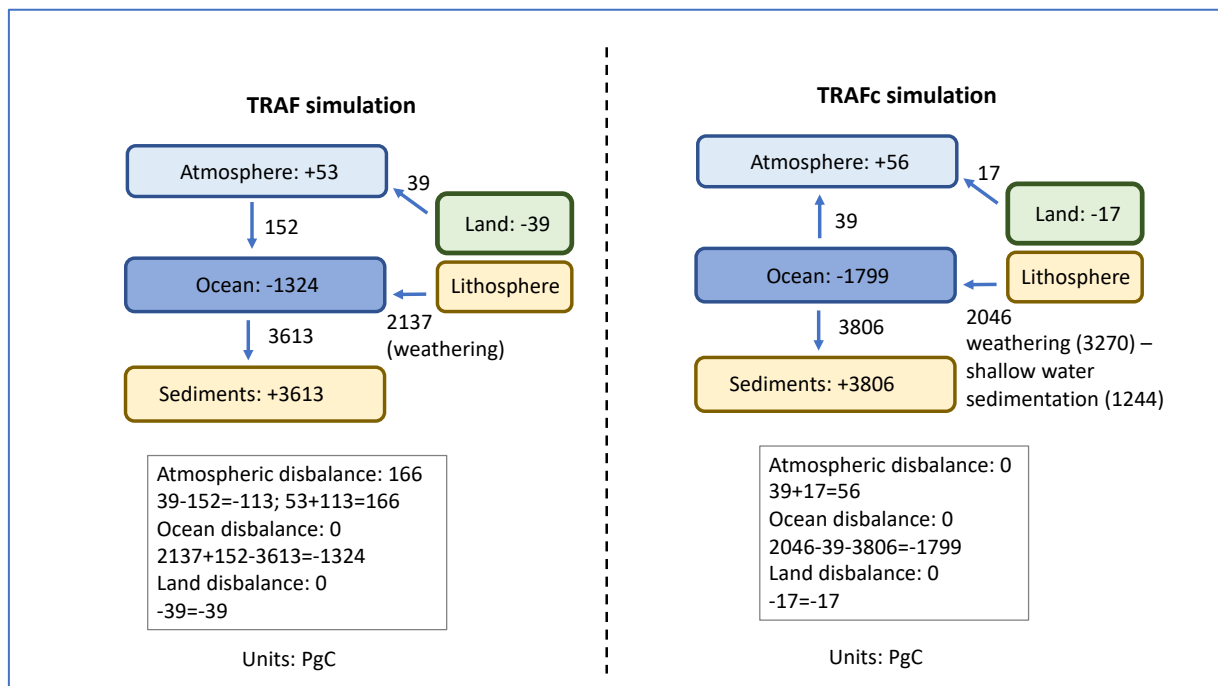 TRAF simulation
Atmosphere: +53
39
Land: -39
152
Ocean: -1324
Lithosphere
3613
2137
(weathering)
Sediments: +3613
Atmospheric disbalance: 166
39-152=-113; 53+113=166
Ocean disbalance: 0
2137+152-3613=-1324
Land disbalance: 0
-39=-39
Units: PgC
TRAFc simulation
Atmosphere: +56
17
Land: -17
39
Ocean: -1799
Lithosphere
3806
2046
weathering (3270) –
shallow water
sedimentation (1244)
Sediments: +3806
Atmospheric disbalance: 0
39+17=56
Ocean disbalance: 0
2046-39-3806=-1799
Land disbalance: 0
-17=-17
Units: PgC